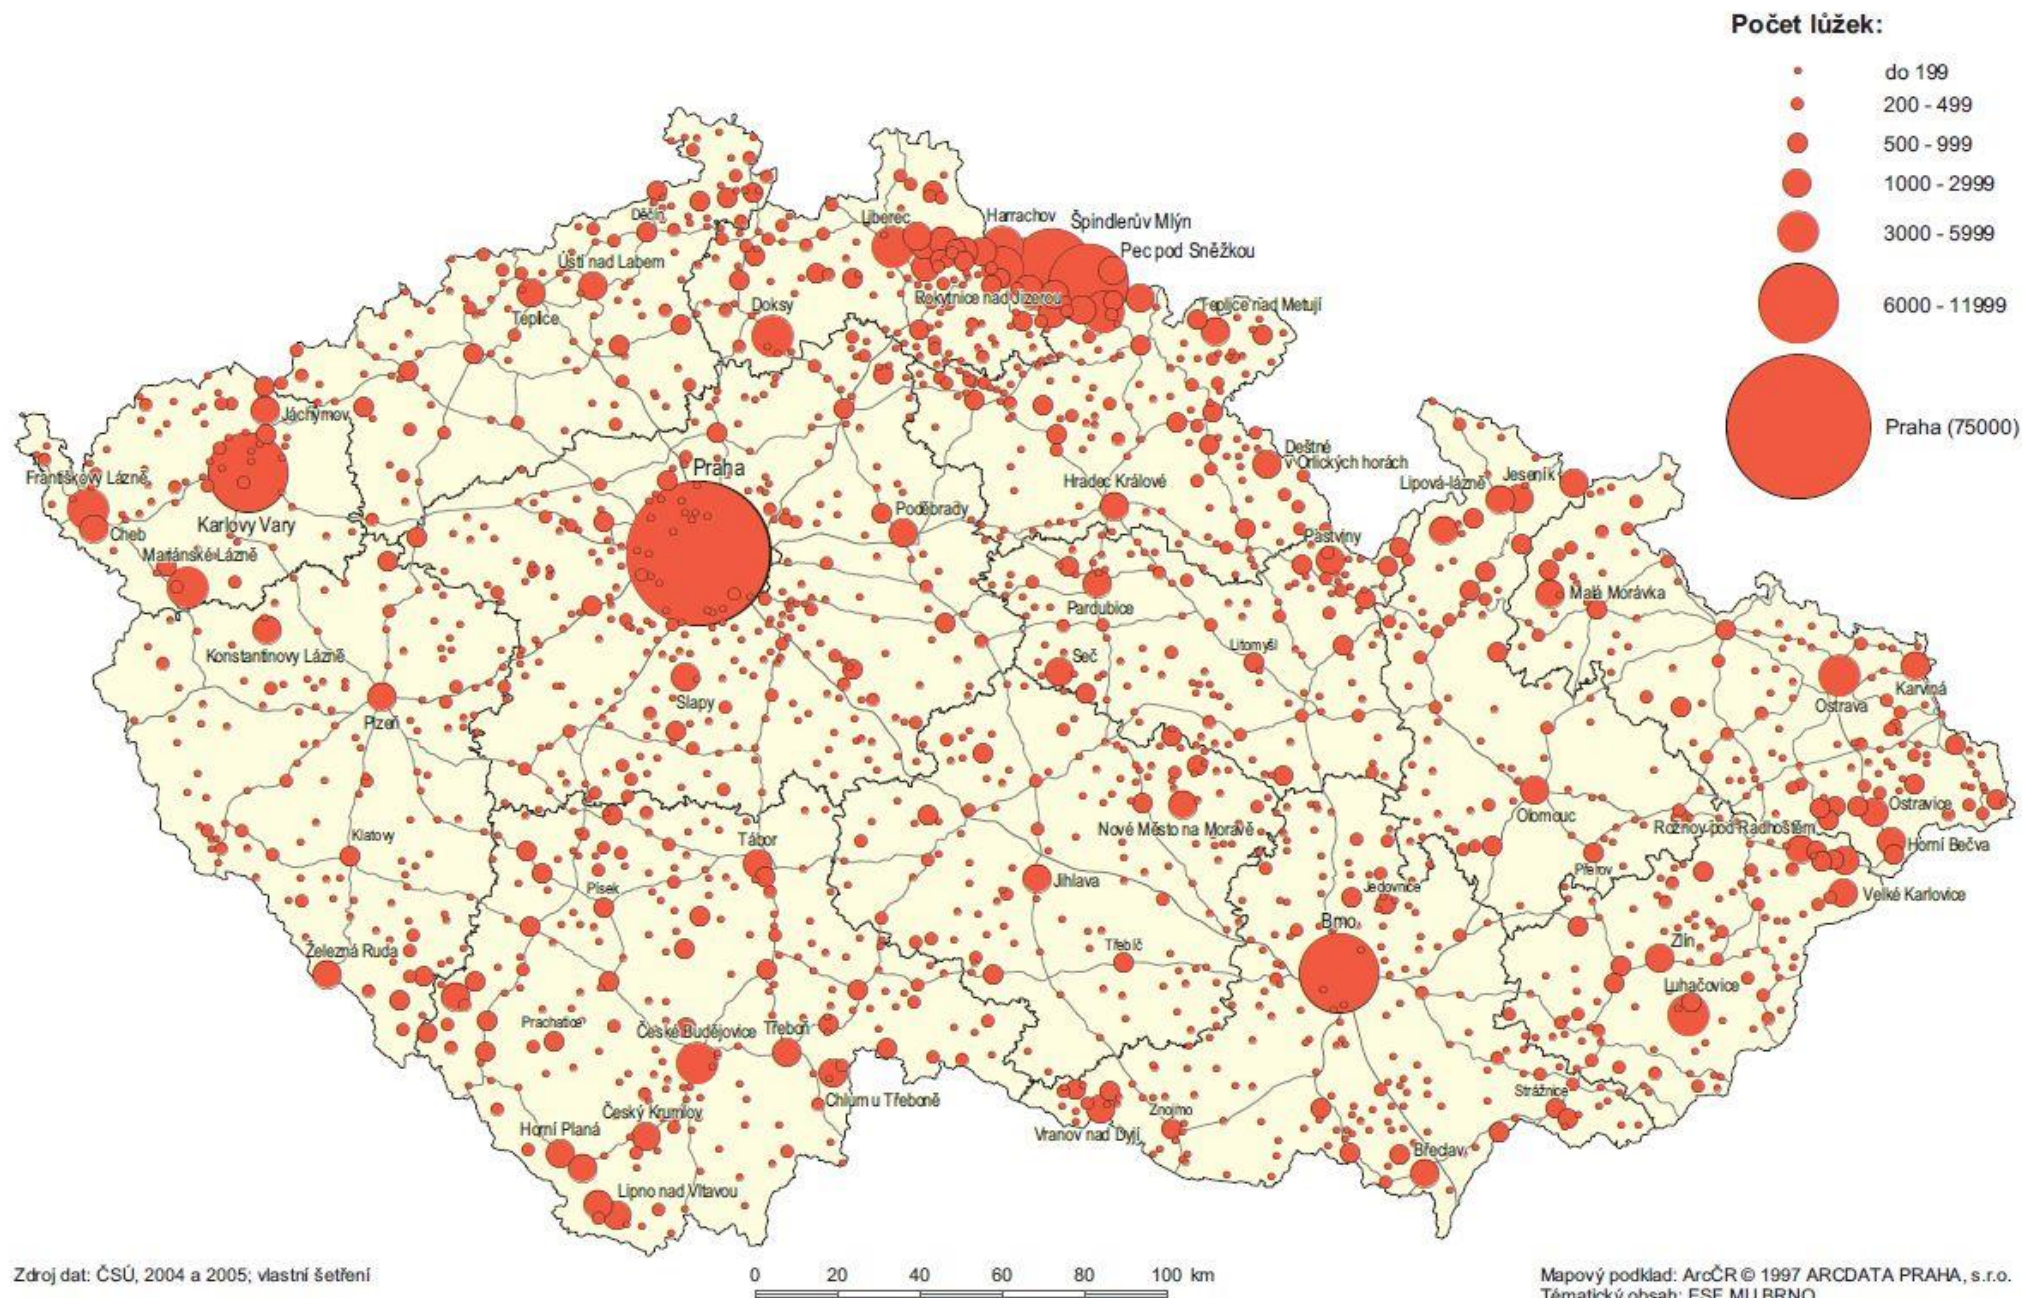 Počet lůžek:
do 199
200 - 499
500 - 999
1000 - 2999
3000 - 5999
6000 - 11999
Praha (75000)
Děčín
Liberec
Harrachov
Špindlerův Mlýn
Pec pod Sněžkou
Ústí nad Labem
Teplice
Doksy
Rokytnice nad Jizerou
Teplice nad Metují
Jáchymov
Františkovy Lázně
Karlovy Vary
Cheb
Mariánské Lázně
Praha
Poděbrady
Hradec Králové
Deštné
v Orlických horách
Lipová-lázně
Jeseník
Pastviny
Pardubice
Malá Morávka
Konstantinovy Lázně
Plzeň
Slapy
Seč
Litomyšl
Karviná
Ostrava
Klatovy
Tábor
Nové Město na Moravě
Olomouc
Ostravice
Rožnov pod Radhoštěm
Horní Bečva
Přerov
Velké Karlovice
Písek
Jihlava
Jedovnice
Brno
Železná Ruda
Třebíč
Zlín
Luhačovice
Prachatice
České Budějovice
Třeboň
Chlum u Třeboně
Český Krumlov
Horní Planá
Lipno nad Vltavou
Vranov nad Dyjí
Znojmo
Strážnice
Břeclav
Zdroj dat: ČSÚ, 2004 a 2005; vlastní šetření
0 20 40 60 80 100 km
Mapový podklad: ArcČR © 1997 ARCDATA PRAHA, s.r.o.
Tématický obsah: ESF MU BRNO